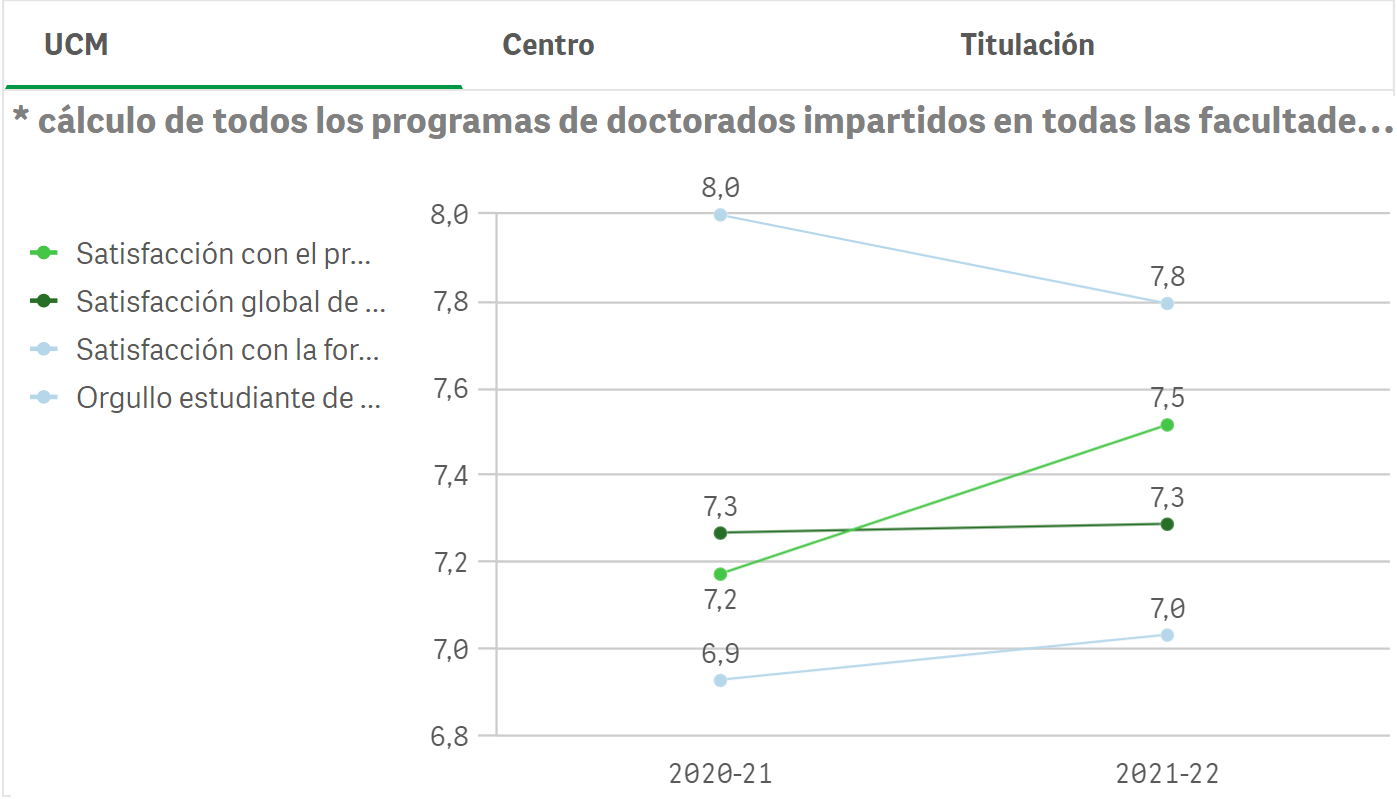 UCM Centro Titulación
* cálculo de todos los programas de doctorados impartidos en todas las facultade...
Satisfacción con el pr...
Satisfacción global de ...
Satisfacción con la for...
Orgullo estudiante de ...
8,0
7,8
7,6
7,4
7,2
7,0
6,8
8,0
7,8
7,5
7,3
7,3
7,2
7,0
6,9
2020-21 2021-22